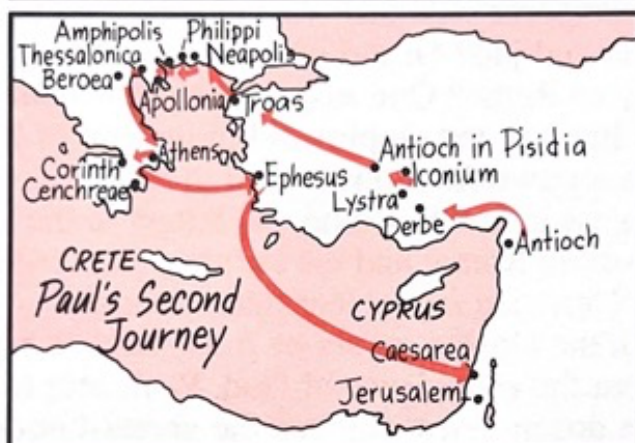 Amphipolis
Philippi
Thessalonica
Neapolis
Beroea
Apollonia
Troas
Athens
Antioch in Pisidia
Corinth
Ephesus
Iconium
Cenchreae
Lystra
Derbe
Antioch
CRETE
Paul's Second
Journey
CYPRUS
Caesarea
Jerusalem